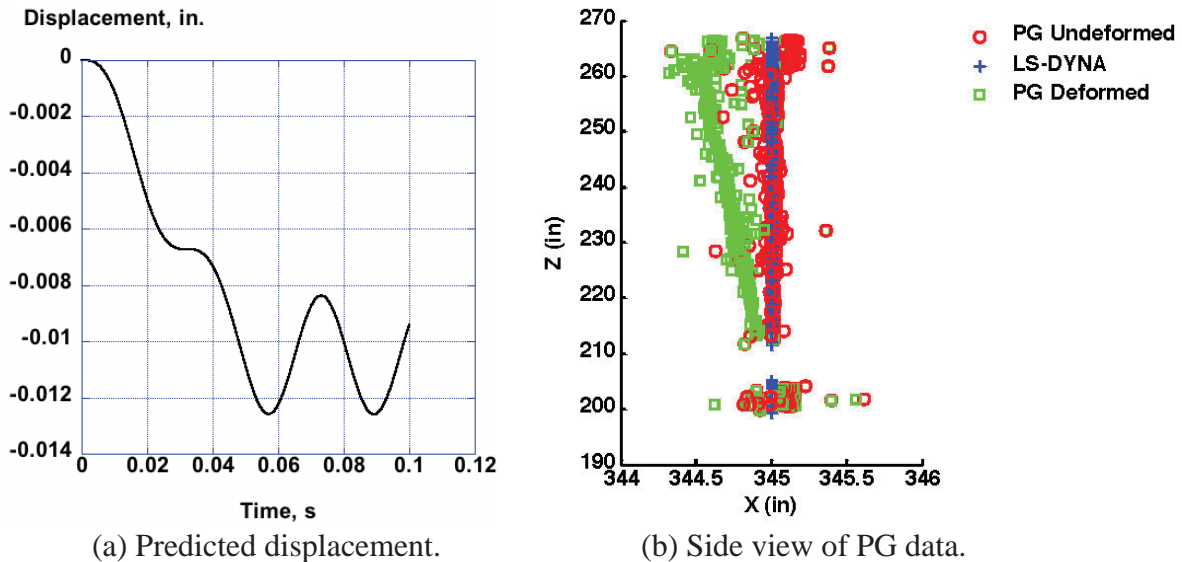 Displacement, in.
0
-0.002
-0.004
-0.006
-0.008
-0.01
-0.012
-0.014
0 0.02 0.04 0.06 0.08 0.1 0.12
Time, s
(a) Predicted displacement.
270
260
250
240
230
220
210
200
190
Z (in)
344 344.5 345 345.5 346
X (in)
PG Undeformed
LS-DYNA
PG Deformed
(b) Side view of PG data.